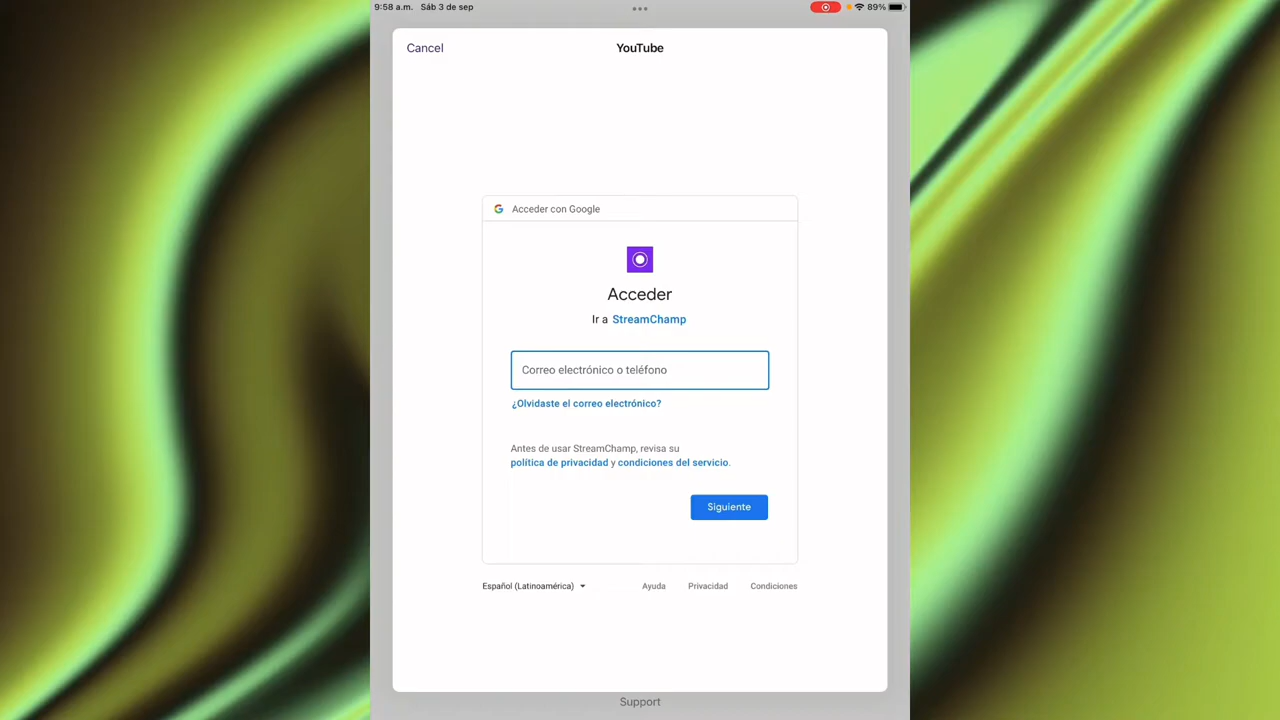 9:58 a.m. Sáb 3 de sep
89%
Cancel
YouTube
Acceder con Google
Acceder
Ir a StreamChamp
Correo electrónico o teléfono
¿Olvidaste el correo electrónico?
Antes de usar StreamChamp, revisa su
política de privacidad y condiciones del servicio.
Siguiente
Español (Latinoamérica)
Ayuda
Privacidad
Condiciones
Support